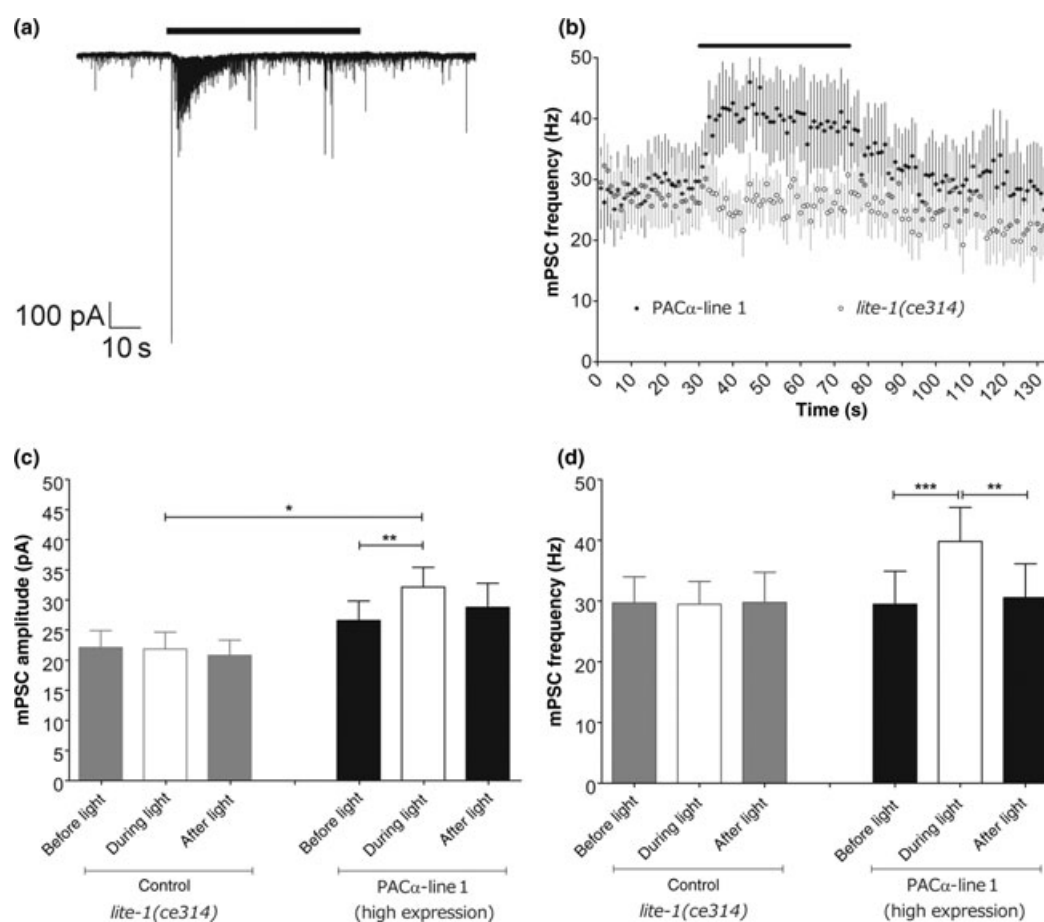 (a)
100 pA
10 s
(b)
mPSC frequency (Hz)
50
40
30
20
10
0
PACα-line 1
lite-1(ce314)
0 10 20 30 40 50 60 70 80 90 100 110 120 130
Time (s)
(c)
mPSC amplitude (pA)
50
45
40
35
30
25
20
15
10
5
0
*
**
Before light During light After light Before light During light After light
Control PACα-line 1
lite-1(ce314) (high expression)
(d)
mPSC frequency (Hz)
50
40
30
20
10
0
*** **
Before light During light After light Before light During light After light
Control PACα-line 1
lite-1(ce314) (high expression)